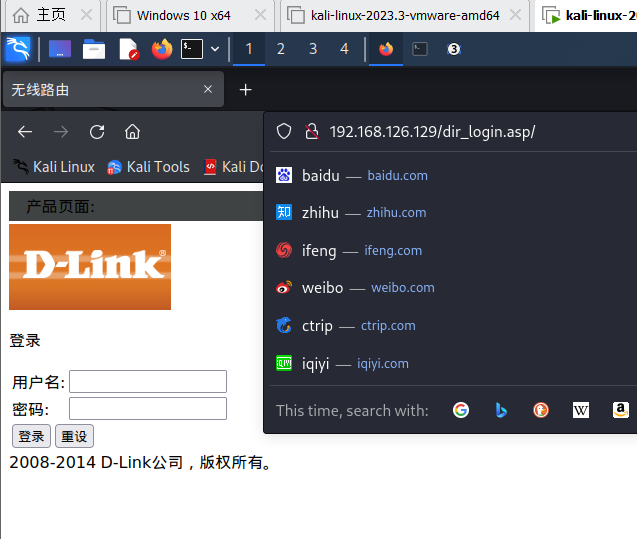 主页 Windows 10 x64 kali-linux-2023.3-vmware-amd64 kali-linux-2
1 2 3 4 3
无线路由
192.168.126.129/dir_login.asp/
Kali Linux Kali Tools Kali Do
baidu — baidu.com
产品页面:
zhihu — zhihu.com
D-Link®
ifeng — ifeng.com
weibo — weibo.com
ctrip — ctrip.com
登录
iqiyi — iqiyi.com
用户名:
密码:
This time, search with:
登录 重设
2008-2014 D-Link公司，版权所有。